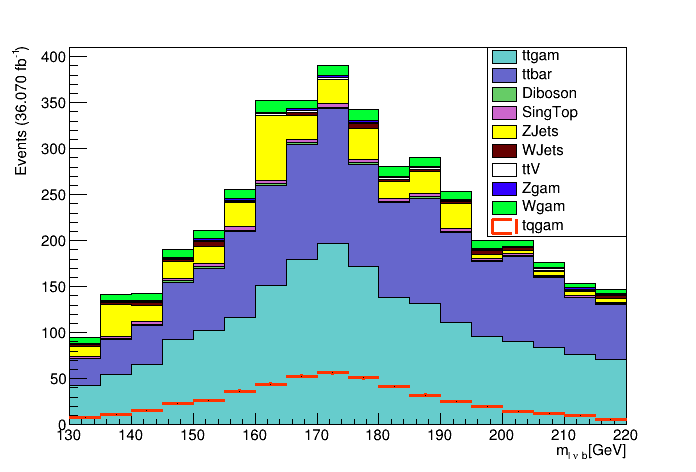 Events (36.070 fb⁻¹)
400
350
300
250
200
150
100
50
0
ttgam
ttbar
Diboson
SingTop
ZJets
WJets
ttV
Zgam
Wgam
tqgam
130 140 150 160 170 180 190 200 210 220
m_{l ν b}[GeV]